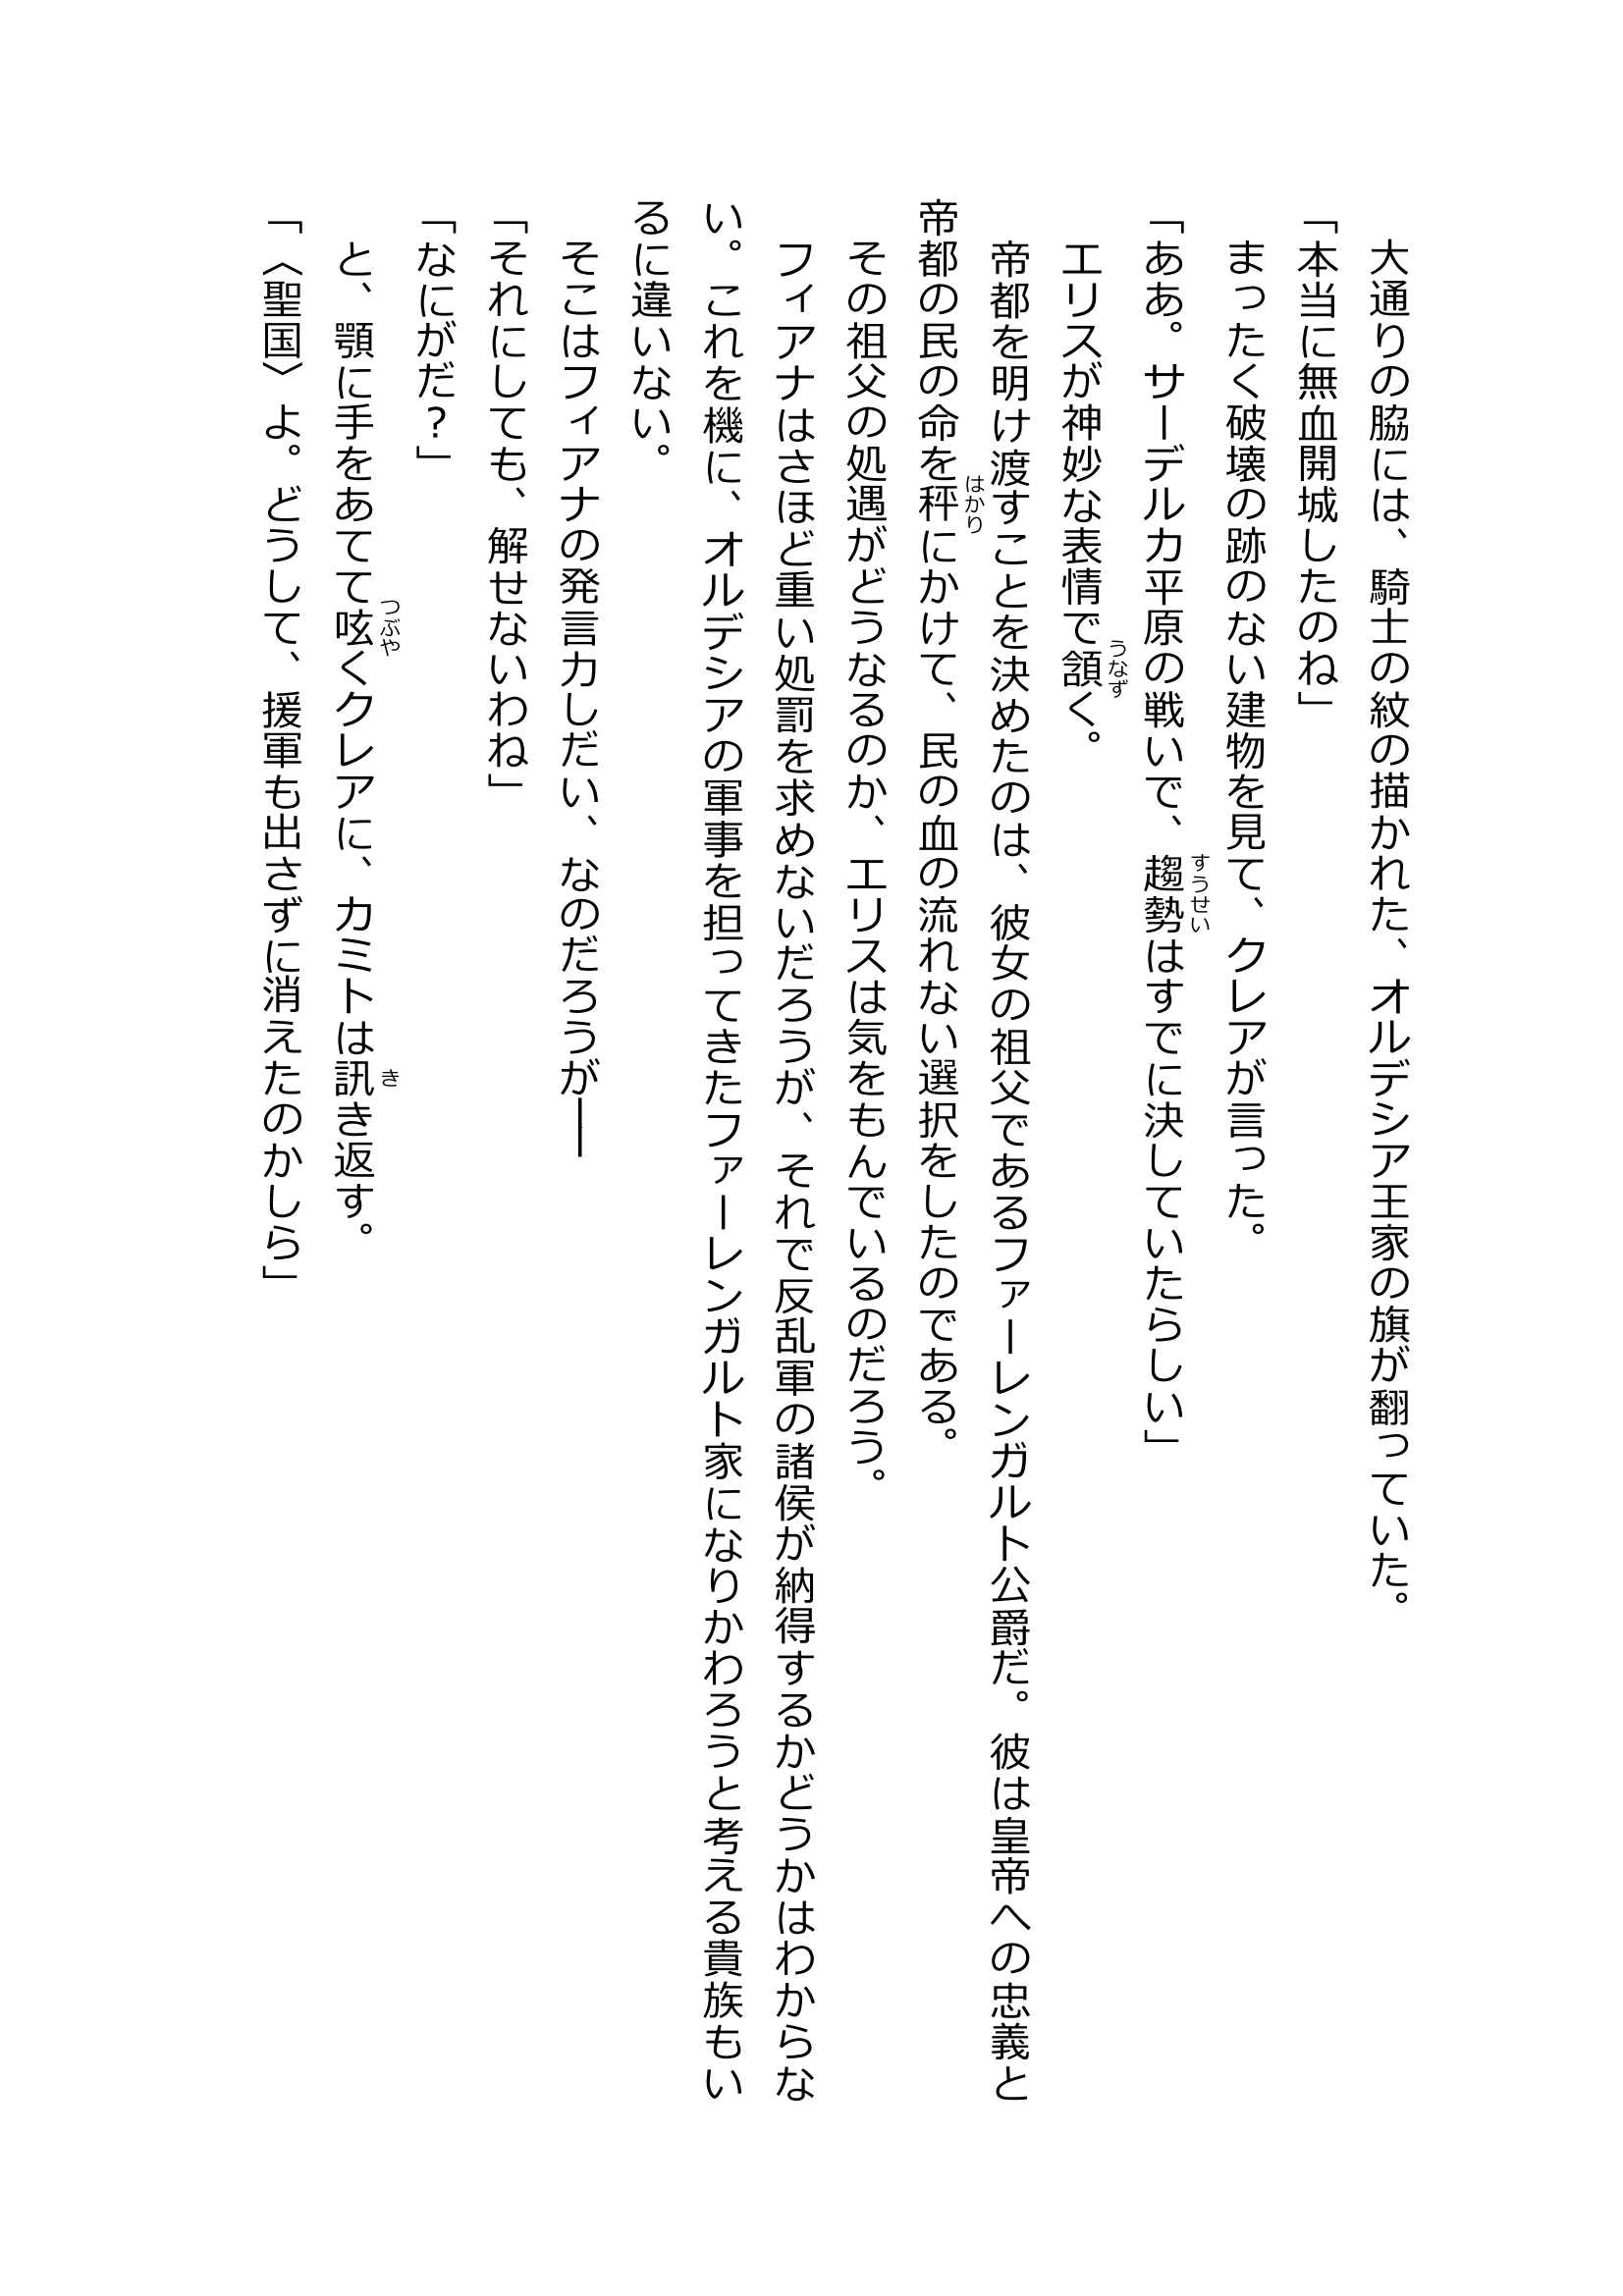 大通りの脇には、騎士の紋の描かれた、オルデシア王家の旗が翻っていた。
「本当に無血開城したのね」
まったく破壊の跡のない建物を見て、クレアが言った。
「ああ。サーデルカ平原の戦いで、趨勢はすでに決していたらしい」
エリスが神妙な表情で頷く。
帝都を明け渡すことを決めたのは、彼女の祖父であるファーレンガルト公爵だ。彼は皇帝への忠義と
帝都の民の命を秤にかけて、民の血の流れない選択をしたのである。
その祖父の処遇がどうなるのか、エリスは気をもんでいるのだろう。
フィアナはさほど重い処罰を求めないだろうが、それで反乱軍の諸侯が納得するかどうかはわからな
い。これを機に、オルデシアの軍事を担ってきたファーレンガルト家になりかわろうと考える貴族もい
るに違いない。
そこはフィアナの発言力しだい、なのだろうが――
「それにしても、解せないわね」
「なにがだ?」
と、顎に手をあてて呟くクレアに、カミトは訊き返す。
「〈聖国〉よ。どうして、援軍も出さずに消えたのかしら」